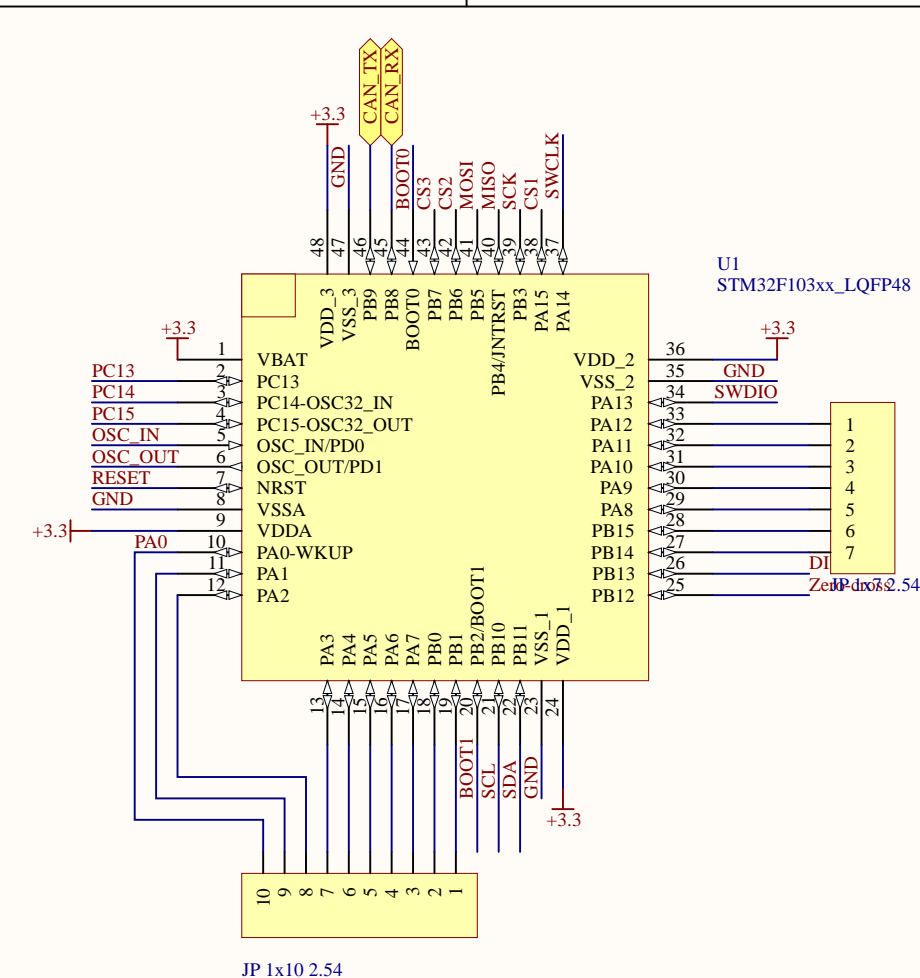 CAN_TX
CAN_RX
+3.3
GND
BOOT0
CS3
CS2
MOSI
MISO
SCK
CS1
SWCLK
48
47
46
45
44
43
42
41
40
39
38
37
U1
STM32F103xx_LQFP48
VDD_3
VSS_3
PB9
PB8
BOOT0
PB7
PB6
PB5
PB4/JNTRST
PB3
PA15
PA14
+3.3
1 VBAT
PC13 2 PC13
PC14 3 PC14-OSC32_IN
PC15 4 PC15-OSC32_OUT
OSC_IN 5 OSC_IN/PD0
OSC_OUT 6 OSC_OUT/PD1
RESET 7 NRST
GND 8 VSSA
+3.3 9 VDDA
PA0 10 PA0-WKUP
11 PA1
12 PA2
+3.3
VDD_2 36
VSS_2 35 GND
PA13 34 SWDIO
PA12 33 1
PA11 32 2
PA10 31 3
PA9 30 4
PA8 29 5
PB15 28 6
PB14 27 7
PB13 26 DI
PB12 25 Zero-cross
JP 1x7 2.54
PA3
PA4
PA5
PA6
PA7
PB0
PB1
PB2/BOOT1
PB10
PB11
VSS_1
VDD_1
13
14
15
16
17
18
19
20
21
22
23
24
BOOT1
SCL
SDA
GND
+3.3
10
9
8
7
6
5
4
3
2
1
JP 1x10 2.54